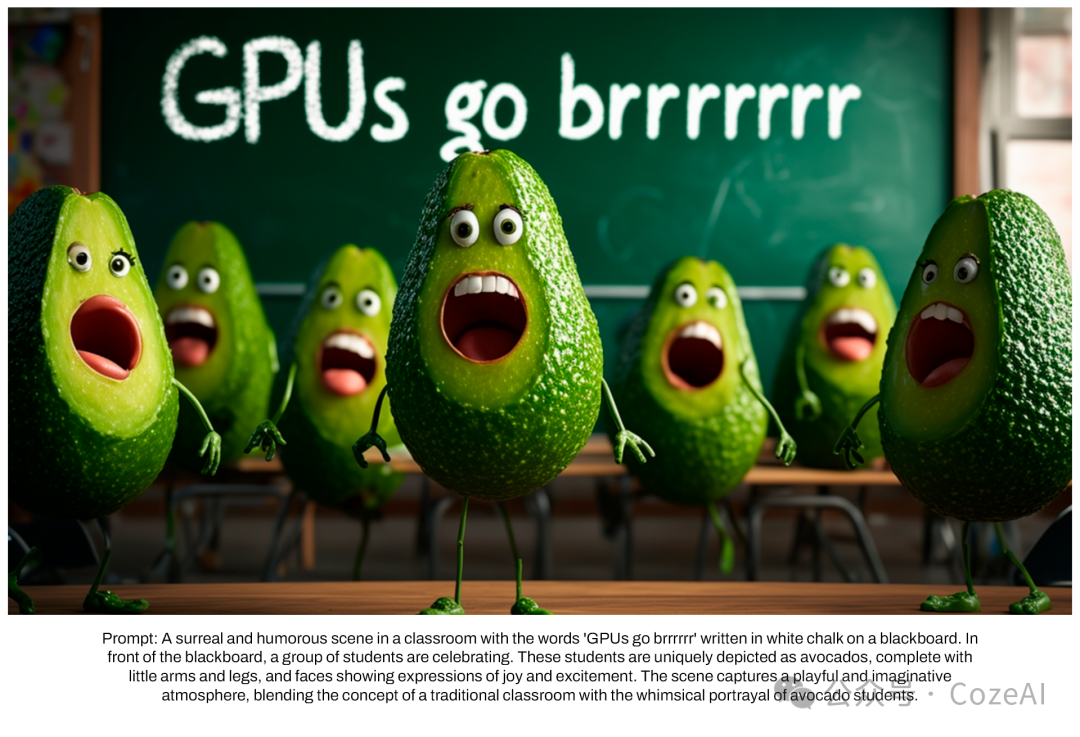 GPUs go brrrrrrr
Prompt: A surreal and humorous scene in a classroom with the words 'GPUs go brrrrrr' written in white chalk on a blackboard. In
front of the blackboard, a group of students are celebrating. These students are uniquely depicted as avocados, complete with
little arms and legs, and faces showing expressions of joy and excitement. The scene captures a playful and imaginative
atmosphere, blending the concept of a traditional classroom with the whimsical portrayal of avocado students.
公众号 · CozeAI